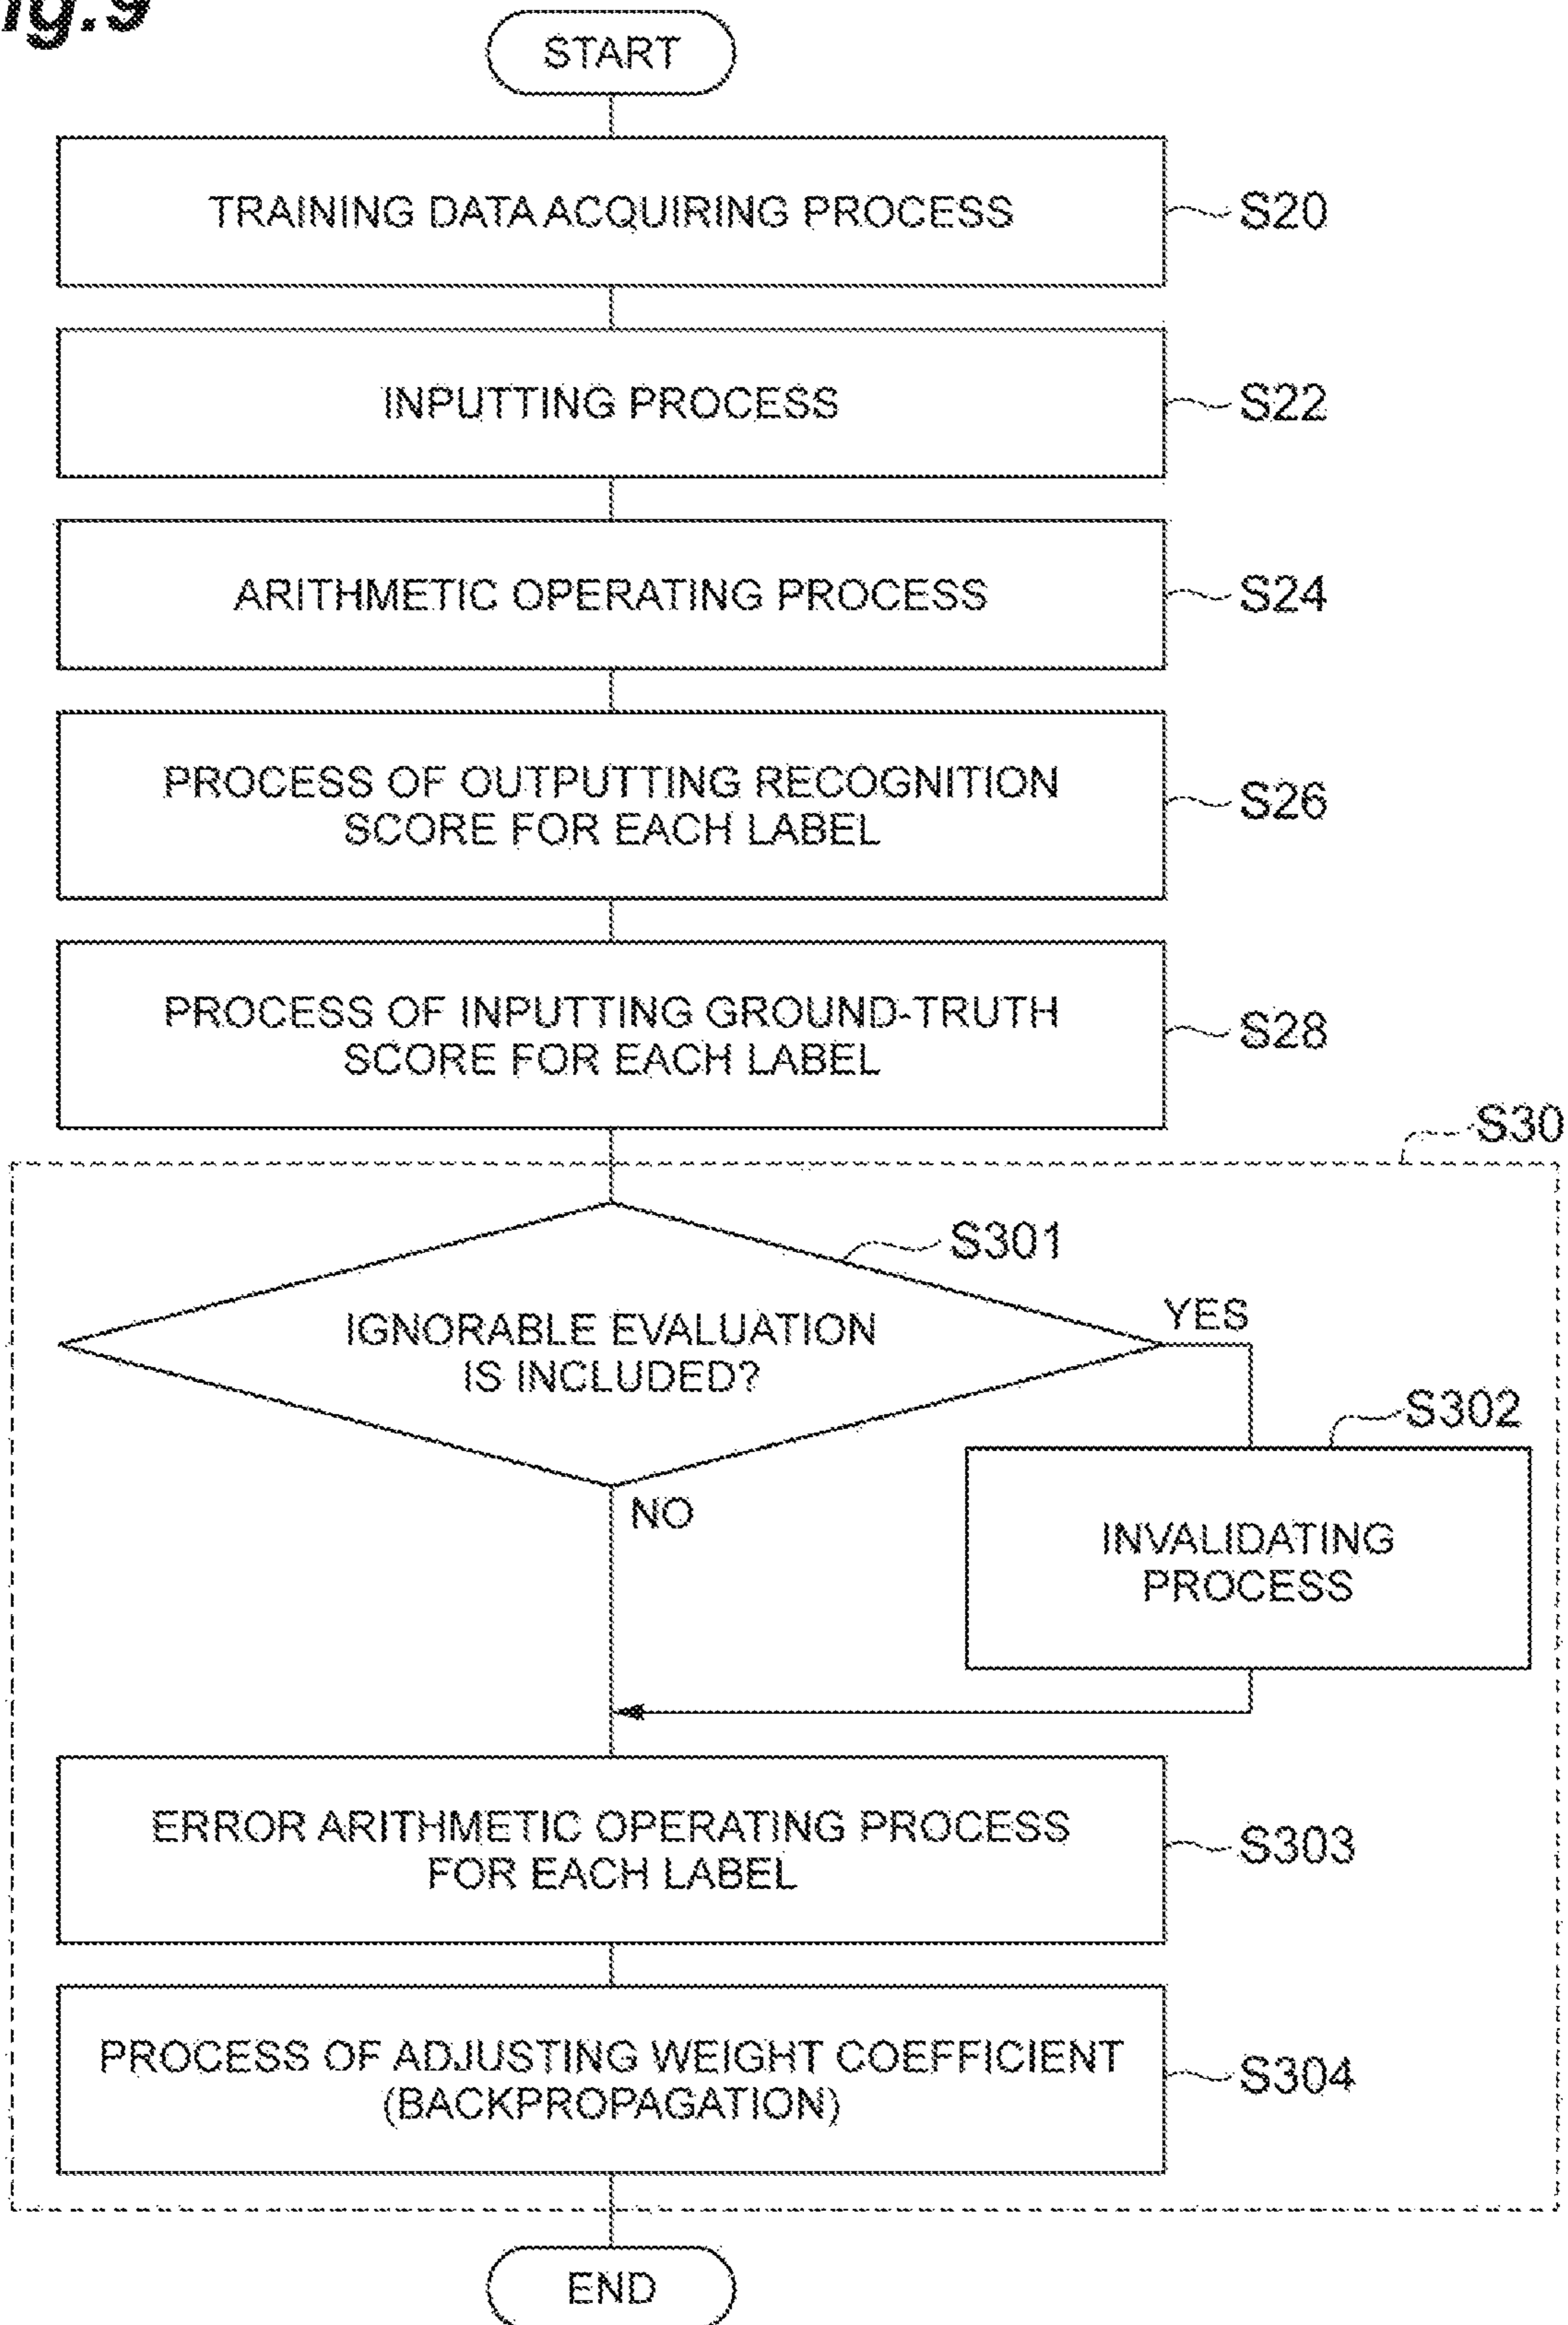 Fig.9
START
TRAINING DATA ACQUIRING PROCESS
S20
INPUTTING PROCESS
S22
ARITHMETIC OPERATING PROCESS
S24
PROCESS OF OUTPUTTING RECOGNITION
SCORE FOR EACH LABEL
S26
PROCESS OF INPUTTING GROUND-TRUTH
SCORE FOR EACH LABEL
S28
S30
S301
IGNORABLE EVALUATION
IS INCLUDED?
YES
S302
NO
INVALIDATING
PROCESS
ERROR ARITHMETIC OPERATING PROCESS
FOR EACH LABEL
S303
PROCESS OF ADJUSTING WEIGHT COEFFICIENT
(BACKPROPAGATION)
S304
END